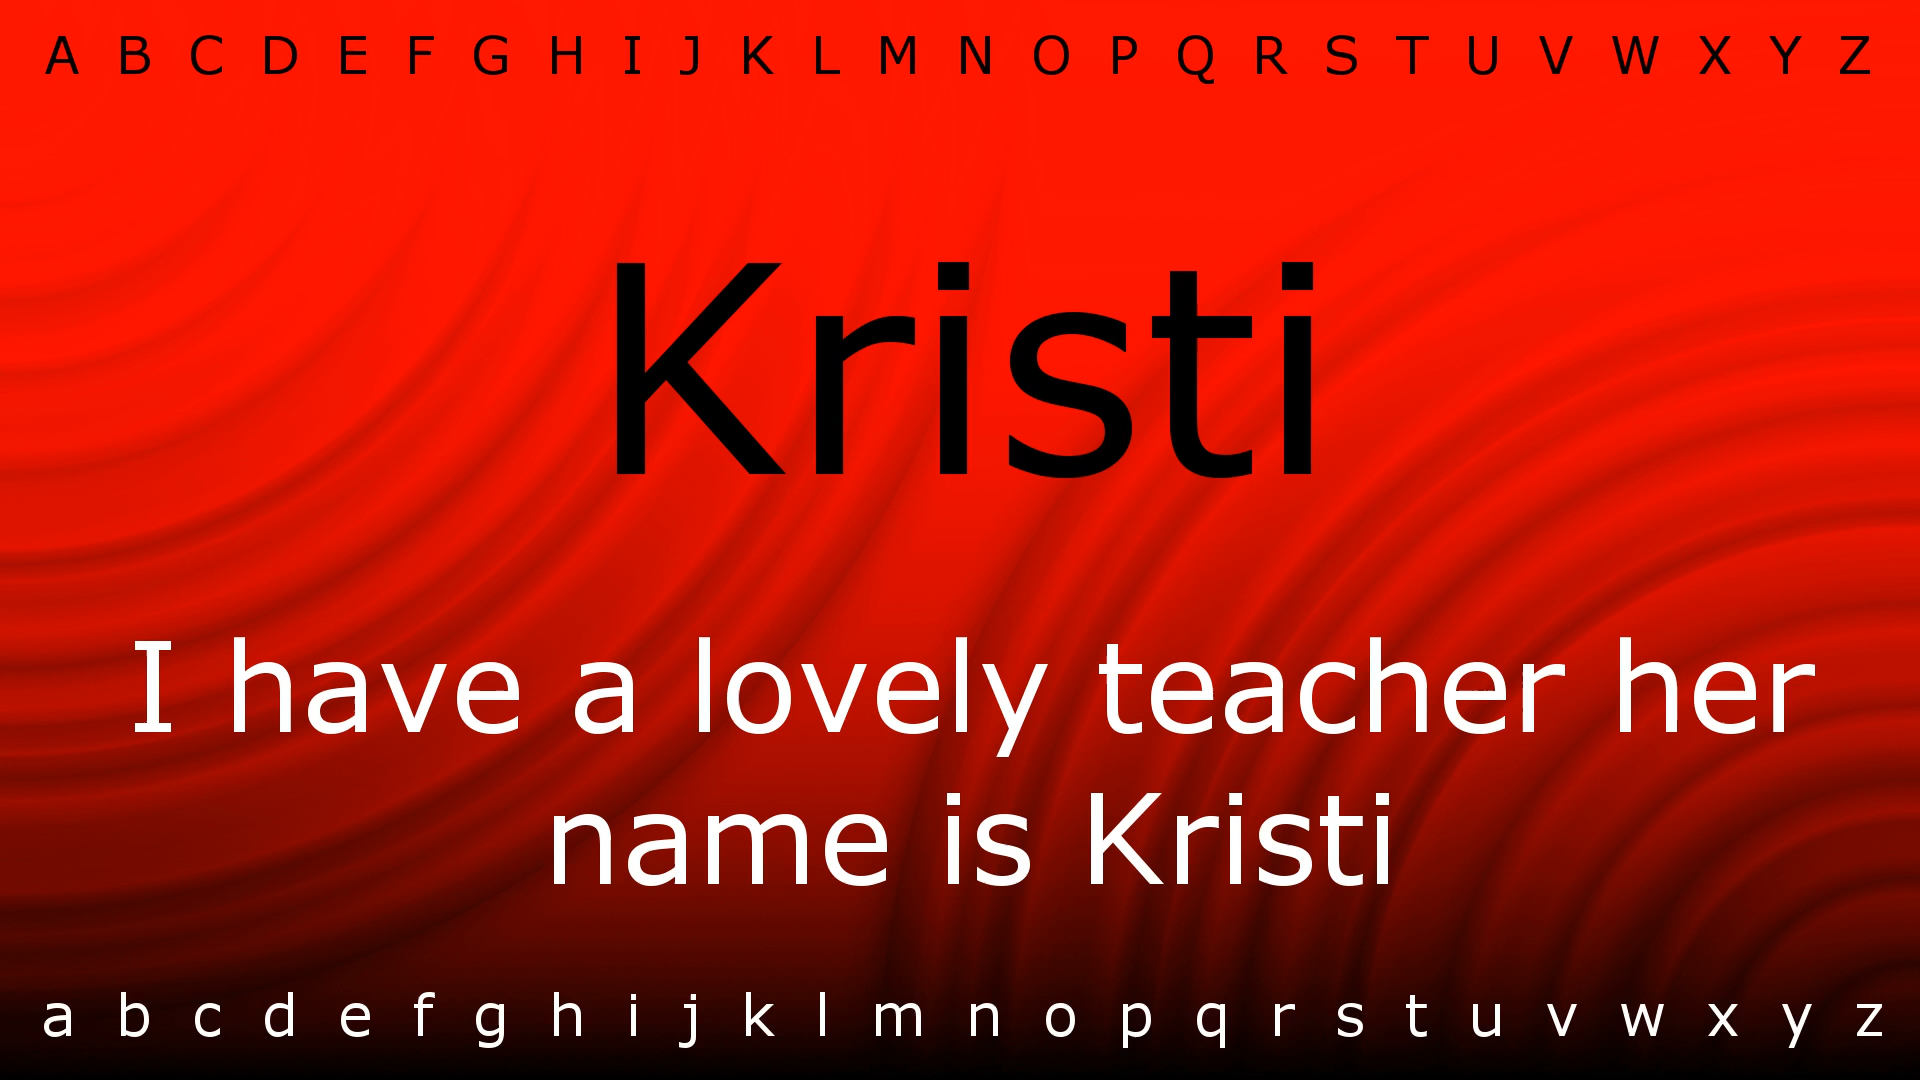 A B C D E F G H I J K L M N O P Q R S T U V W X Y Z
Kristi
I have a lovely teacher her
name is Kristi
a b c d e f g h i j k l m n o p q r s t u v w x y z